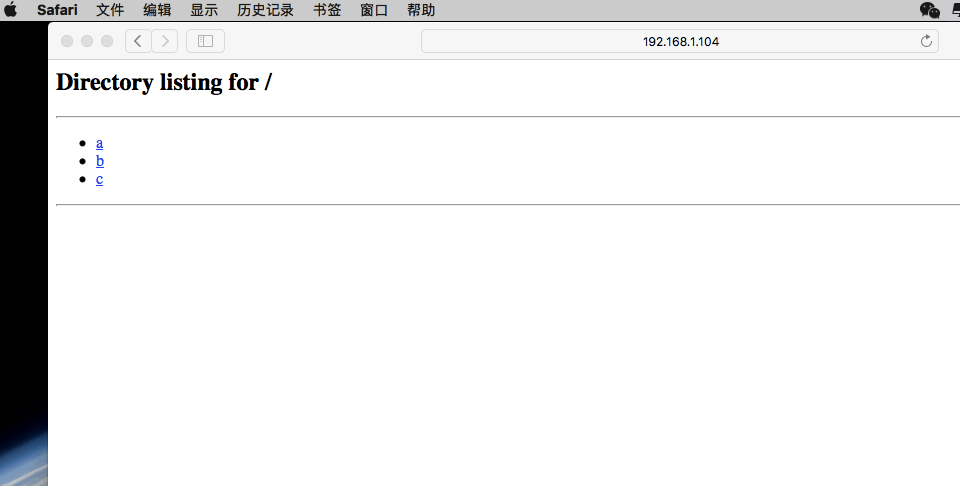 Safari 文件 编辑 显示 历史记录 书签 窗口 帮助
192.168.1.104
Directory listing for /
a
b
c